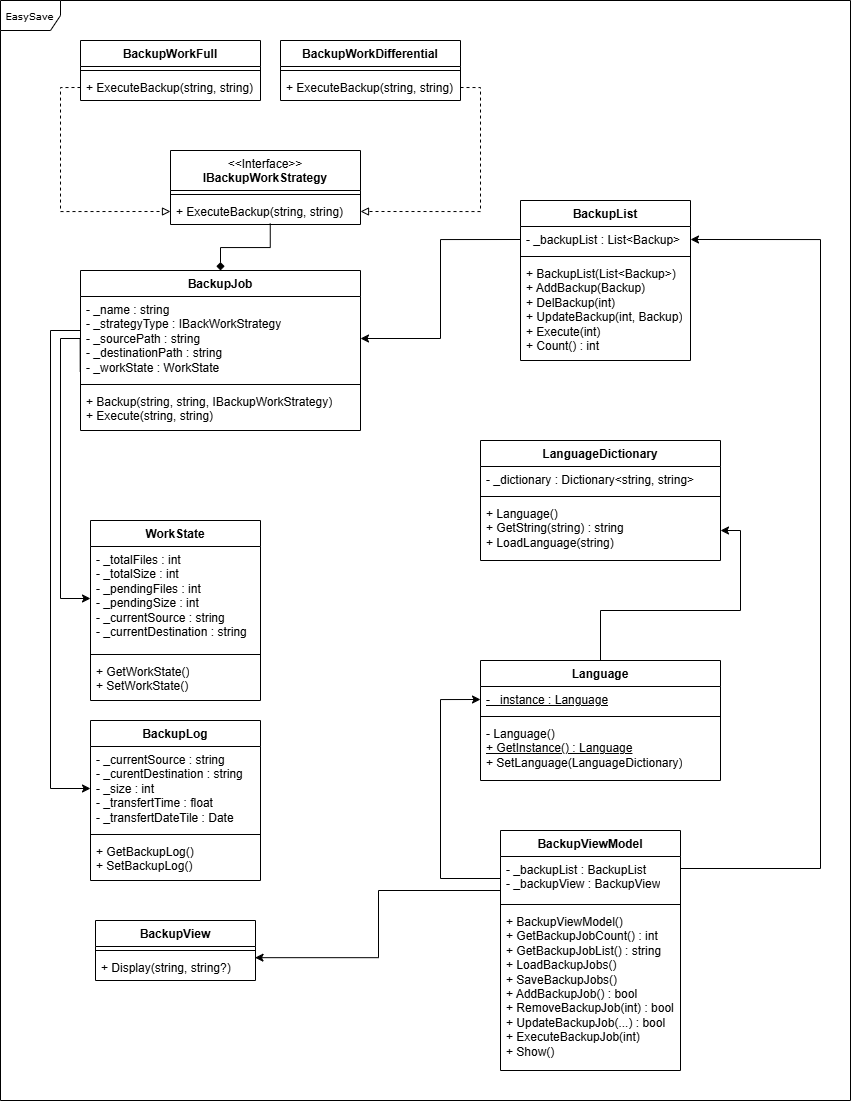 EasySave
BackupWorkFull
+ ExecuteBackup(string, string)
BackupWorkDifferential
+ ExecuteBackup(string, string)
<<Interface>>
IBackupWorkStrategy
+ ExecuteBackup(string, string)
BackupList
- _backupList : List<Backup>
+ BackupList(List<Backup>)
+ AddBackup(Backup)
+ DelBackup(int)
+ UpdateBackup(int, Backup)
+ Execute(int)
+ Count() : int
BackupJob
- _name : string
- _strategyType : IBackWorkStrategy
- _sourcePath : string
- _destinationPath : string
- _workState : WorkState
+ Backup(string, string, IBackupWorkStrategy)
+ Execute(string, string)
LanguageDictionary
- _dictionary : Dictionary<string, string>
+ Language()
+ GetString(string) : string
+ LoadLanguage(string)
WorkState
- _totalFiles : int
- _totalSize : int
- _pendingFiles : int
- _pendingSize : int
- _currentSource : string
- _currentDestination : string
+ GetWorkState()
+ SetWorkState()
Language
- _instance : Language
- Language()
+ GetInstance() : Language
+ SetLanguage(LanguageDictionary)
BackupLog
- _currentSource : string
- _curentDestination : string
- _size : int
- _transfertTime : float
- _transfertDateTile : Date
+ GetBackupLog()
+ SetBackupLog()
BackupViewModel
- _backupList : BackupList
- _backupView : BackupView
+ BackupViewModel()
+ GetBackupJobCount() : int
+ GetBackupJobList() : string
+ LoadBackupJobs()
+ SaveBackupJobs()
+ AddBackupJob() : bool
+ RemoveBackupJob(int) : bool
+ UpdateBackupJob(...) : bool
+ ExecuteBackupJob(int)
+ Show()
BackupView
+ Display(string, string?)